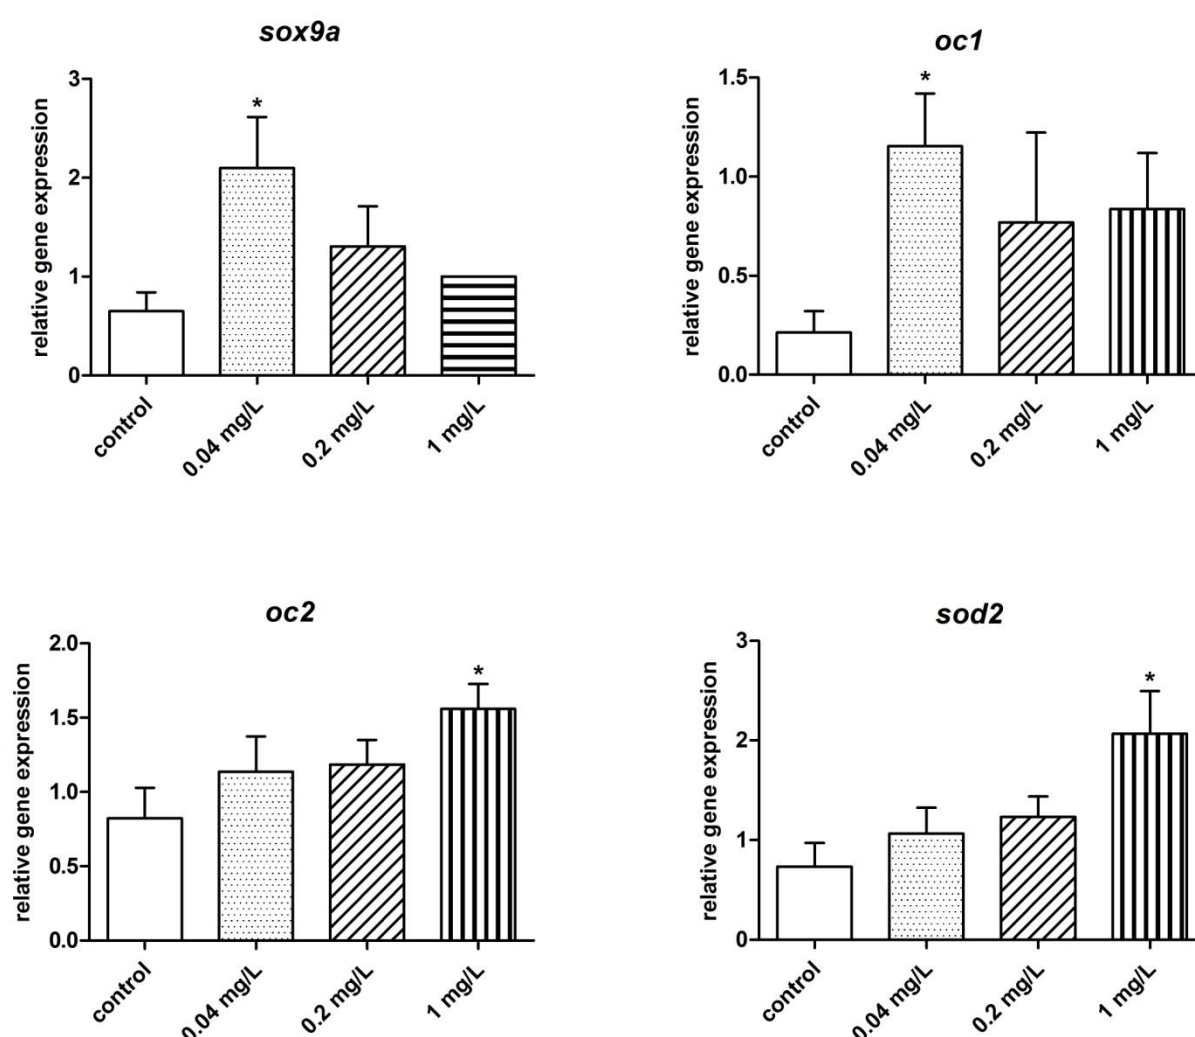 sox9a
relative gene expression
3
*
2
1
0
control
0.04 mg/L
0.2 mg/L
1 mg/L
oc1
relative gene expression
1.5
*
1.0
0.5
0.0
control
0.04 mg/L
0.2 mg/L
1 mg/L
oc2
relative gene expression
2.0
*
1.5
1.0
0.5
0.0
control
0.04 mg/L
0.2 mg/L
1 mg/L
sod2
relative gene expression
3
*
2
1
0
control
0.04 mg/L
0.2 mg/L
1 mg/L